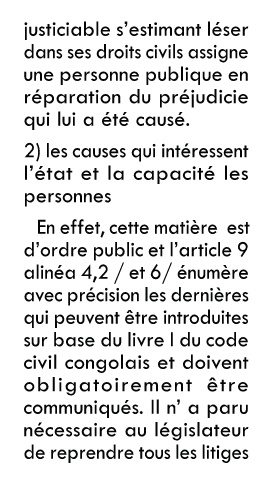 justiciable s'estimant léser
dans ses droits civils assigne
une personne publique en
réparation du préjudicie
qui lui a été causé.
2) les causes qui intéressent
l'état et la capacité les
personnes
En effet, cette matière est
d'ordre public et l'article 9
alinéa 4,2 / et 6/ énumère
avec précision les dernières
qui peuvent être introduites
sur base du livre I du code
civil congolais et doivent
obligatoirement être
communiqués. Il n' a paru
nécessaire au législateur
de reprendre tous les litiges